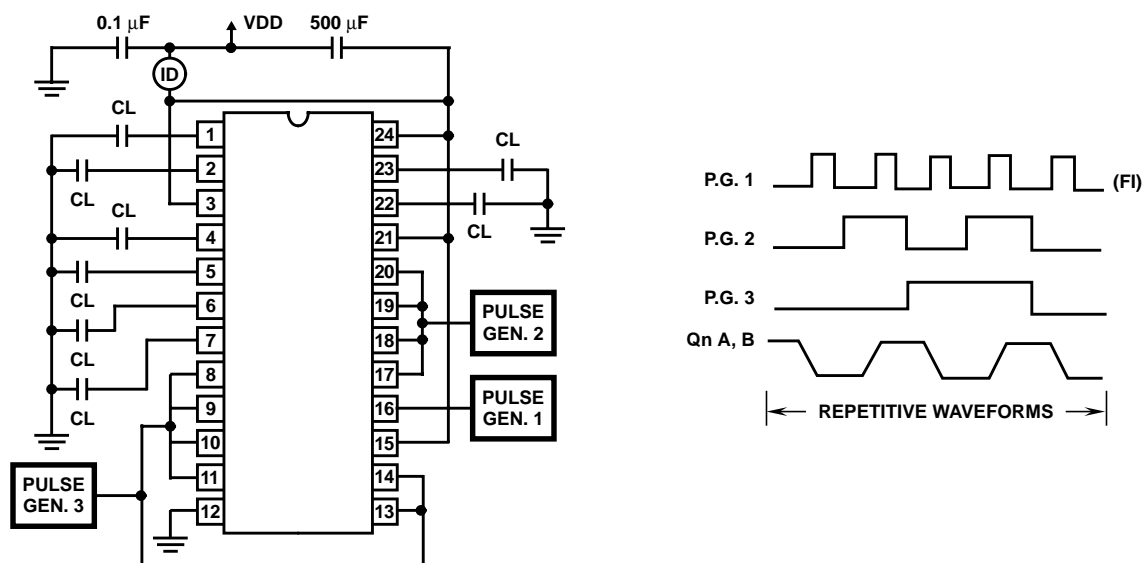 0.1 μF
VDD
500 μF
ID
CL
CL
CL
CL
CL
CL
CL
CL
1
2
3
4
5
6
7
8
9
10
11
12
24
23
22
21
20
19
18
17
16
15
14
13
PULSE
GEN. 2
PULSE
GEN. 1
PULSE
GEN. 3
P.G. 1
(FI)
P.G. 2
P.G. 3
Qn A, B
REPETITIVE WAVEFORMS